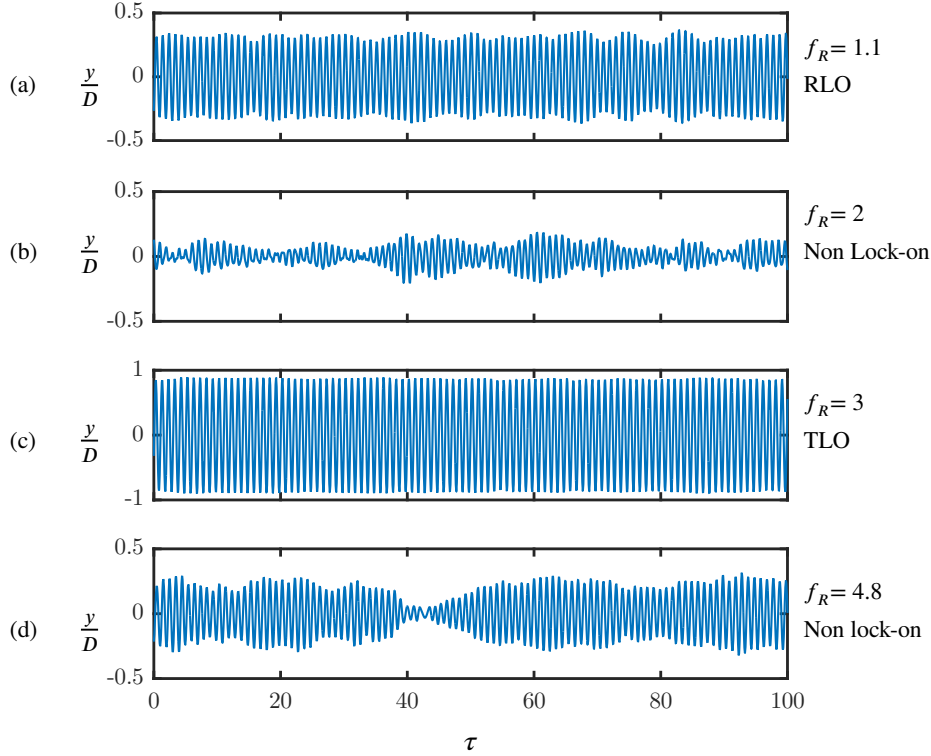 0.5
0
-0.5
(a)
y/D
f_R = 1.1
RLO
0.5
0
-0.5
(b)
y/D
f_R = 2
Non Lock-on
1
0
-1
(c)
y/D
f_R = 3
TLO
0.5
0
-0.5
(d)
y/D
f_R = 4.8
Non lock-on
0 20 40 60 80 100
τ